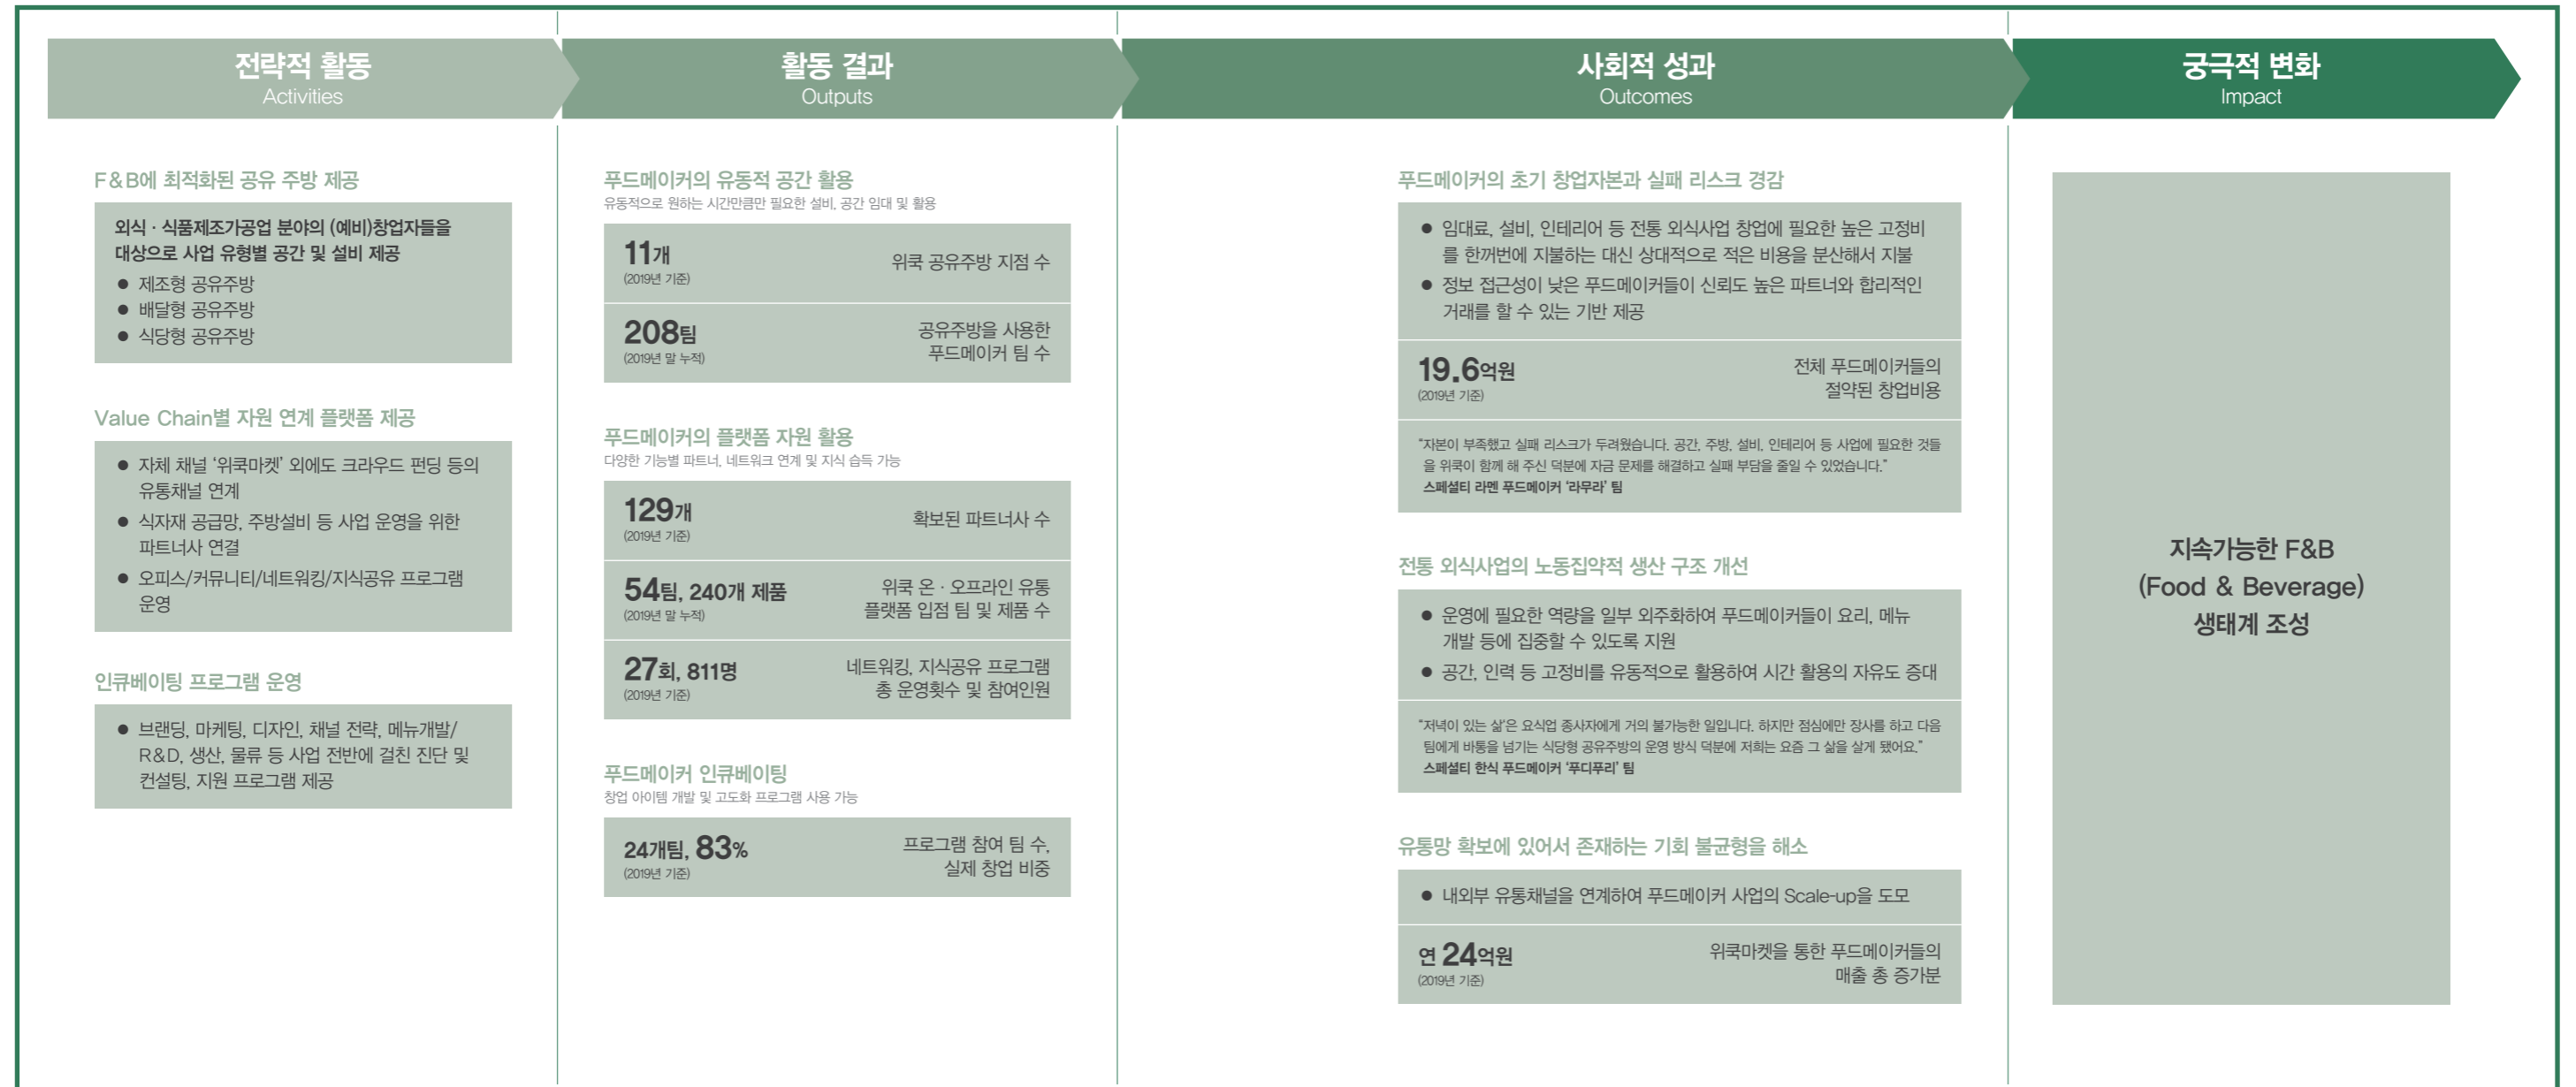 전략적 활동
Activities
F&B에 최적화된 공유 주방 제공
외식 · 식품제조가공업 분야의 (예비)창업자들을
대상으로 사업 유형별 공간 및 설비 제공
● 제조형 공유주방
● 배달형 공유주방
● 식당형 공유주방
Value Chain별 자원 연계 플랫폼 제공
● 자체 채널 ‘위쿡마켓’ 외에도 크라우드 펀딩 등의
유통채널 연계
● 식자재 공급망, 주방설비 등 사업 운영을 위한
파트너사 연결
● 오피스/커뮤니티/네트워킹/지식공유 프로그램
운영
인큐베이팅 프로그램 운영
● 브랜딩, 마케팅, 디자인, 채널 전략, 메뉴개발/
R&D, 생산, 물류 등 사업 전반에 걸친 진단 및
컨설팅, 지원 프로그램 제공
활동 결과
Outputs
푸드메이커의 유동적 공간 활용
유동적으로 원하는 시간만큼만 필요한 설비, 공간 임대 및 활용
11개
(2019년 기준)
위쿡 공유주방 지점 수
208팀
(2019년 말 누적)
공유주방을 사용한
푸드메이커 팀 수
푸드메이커의 플랫폼 자원 활용
다양한 기능별 파트너, 네트워크 연계 및 지식 습득 가능
129개
(2019년 기준)
확보된 파트너사 수
54팀, 240개 제품
(2019년 말 누적)
위쿡 온 · 오프라인 유통
플랫폼 입점 팀 및 제품 수
27회, 811명
(2019년 기준)
네트워킹, 지식공유 프로그램
총 운영횟수 및 참여인원
푸드메이커 인큐베이팅
창업 아이템 개발 및 고도화 프로그램 사용 가능
24개팀, 83%
(2019년 기준)
프로그램 참여 팀 수,
실제 창업 비중
사회적 성과
Outcomes
푸드메이커의 초기 창업자본과 실패 리스크 경감
● 임대료, 설비, 인테리어 등 전통 외식사업 창업에 필요한 높은 고정비
를 한꺼번에 지불하는 대신 상대적으로 적은 비용을 분산해서 지불
● 정보 접근성이 낮은 푸드메이커들이 신뢰도 높은 파트너와 합리적인
거래를 할 수 있는 기반 제공
19.6억원
(2019년 기준)
전체 푸드메이커들의
절약된 창업비용
“자본이 부족했고 실패 리스크가 두려웠습니다. 공간, 주방, 설비, 인테리어 등 사업에 필요한 것들
을 위쿡이 함께 해 주신 덕분에 자금 문제를 해결하고 실패 부담을 줄일 수 있었습니다.”
스페셜티 라멘 푸드메이커 ‘라무라’ 팀
전통 외식사업의 노동집약적 생산 구조 개선
● 운영에 필요한 역량을 일부 외주화하여 푸드메이커들이 요리, 메뉴
개발 등에 집중할 수 있도록 지원
● 공간, 인력 등 고정비를 유동적으로 활용하여 시간 활용의 자유도 증대
“저녁이 있는 삶’은 요식업 종사자에게 거의 불가능한 일입니다. 하지만 점심에만 장사를 하고 다음
팀에게 바통을 넘기는 식당형 공유주방의 운영 방식 덕분에 저희는 요즘 그 삶을 살게 됐어요.”
스페셜티 한식 푸드메이커 ‘푸디푸리’ 팀
유통망 확보에 있어서 존재하는 기회 불균형을 해소
● 내외부 유통채널을 연계하여 푸드메이커 사업의 Scale-up을 도모
연 24억원
(2019년 기준)
위쿡마켓을 통한 푸드메이커들의
매출 총 증가분
궁극적 변화
Impact
지속가능한 F&B
(Food & Beverage)
생태계 조성